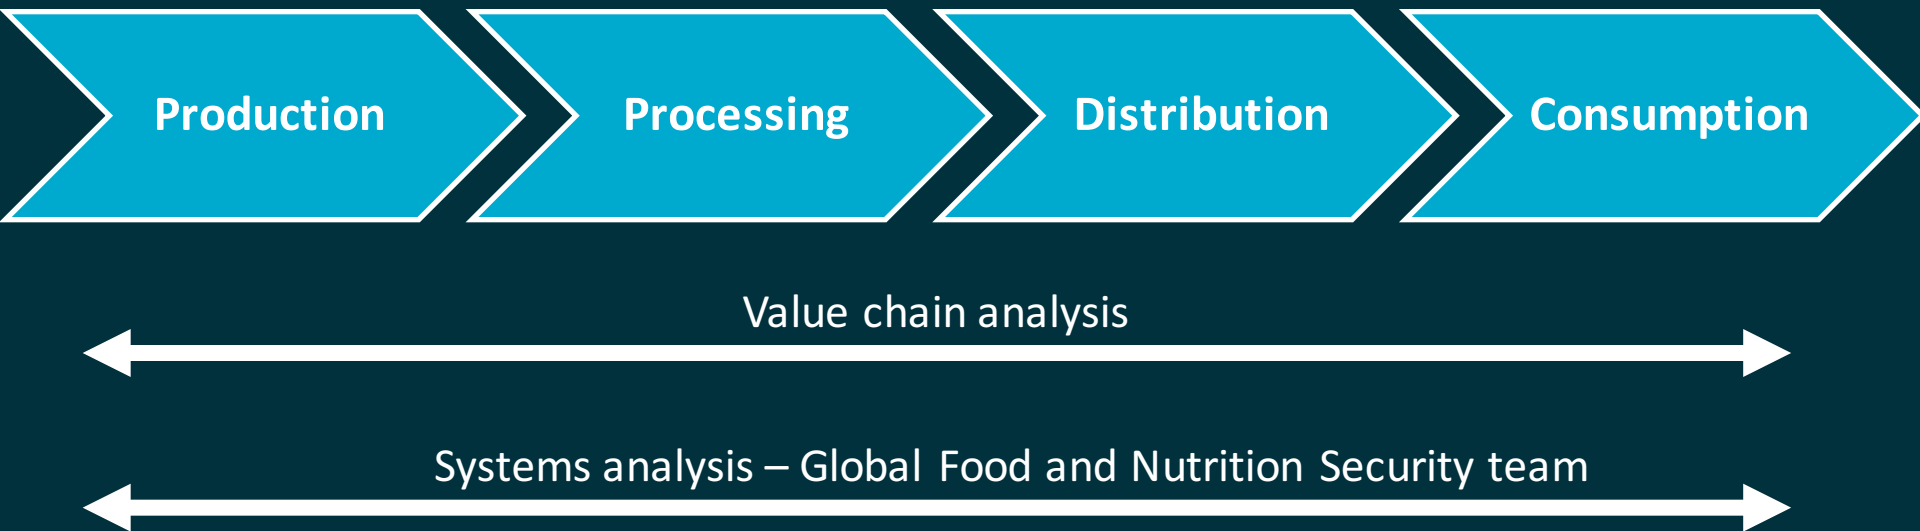 Production
Processing
Distribution
Consumption
Value chain analysis
Systems analysis – Global Food and Nutrition Security team